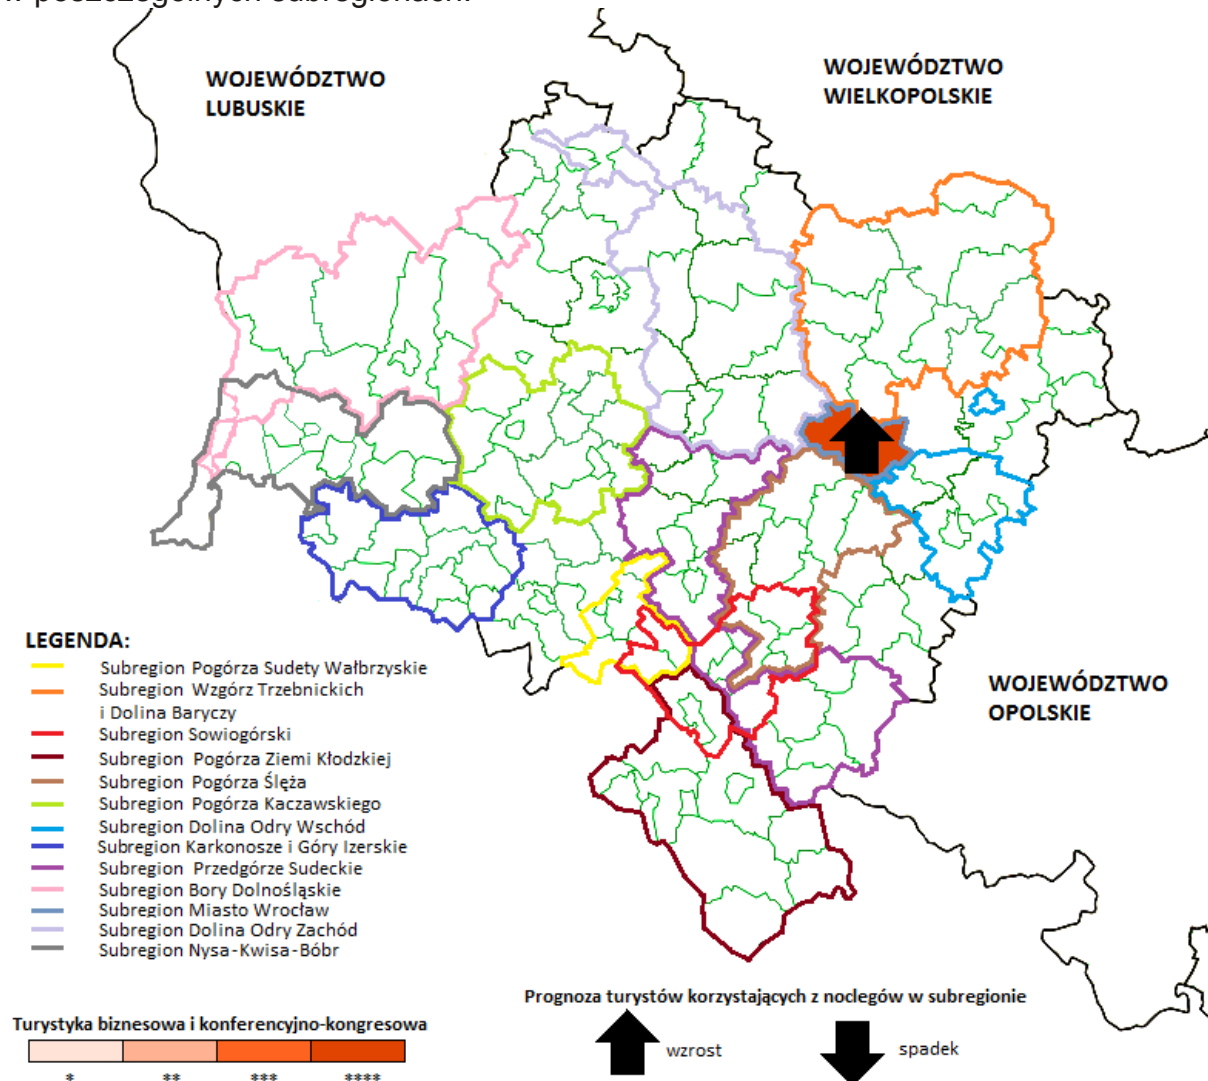 w poszczególnych subregionach.
WOJEWÓDZTWO
LUBUSKIE
WOJEWÓDZTWO
WIELKOPOLSKIE
WOJEWÓDZTWO
OPOLSKIE
LEGENDA:
Subregion Pogórza Sudety Wałbrzyskie
Subregion Wzgórz Trzebnickich
i Dolina Baryczy
Subregion Sowiogórski
Subregion Pogórza Ziemi Kłodzkiej
Subregion Pogórza Ślęża
Subregion Pogórza Kaczawskiego
Subregion Dolina Odry Wschód
Subregion Karkonosze i Góry Izerskie
Subregion Przedgórze Sudeckie
Subregion Bory Dolnośląskie
Subregion Miasto Wrocław
Subregion Dolina Odry Zachód
Subregion Nysa-Kwisa-Bóbr
Turystyka biznesowa i konferencyjno-kongresowa
* ** *** ****
Prognoza turystów korzystających z noclegów w subregionie
wzrost
spadek